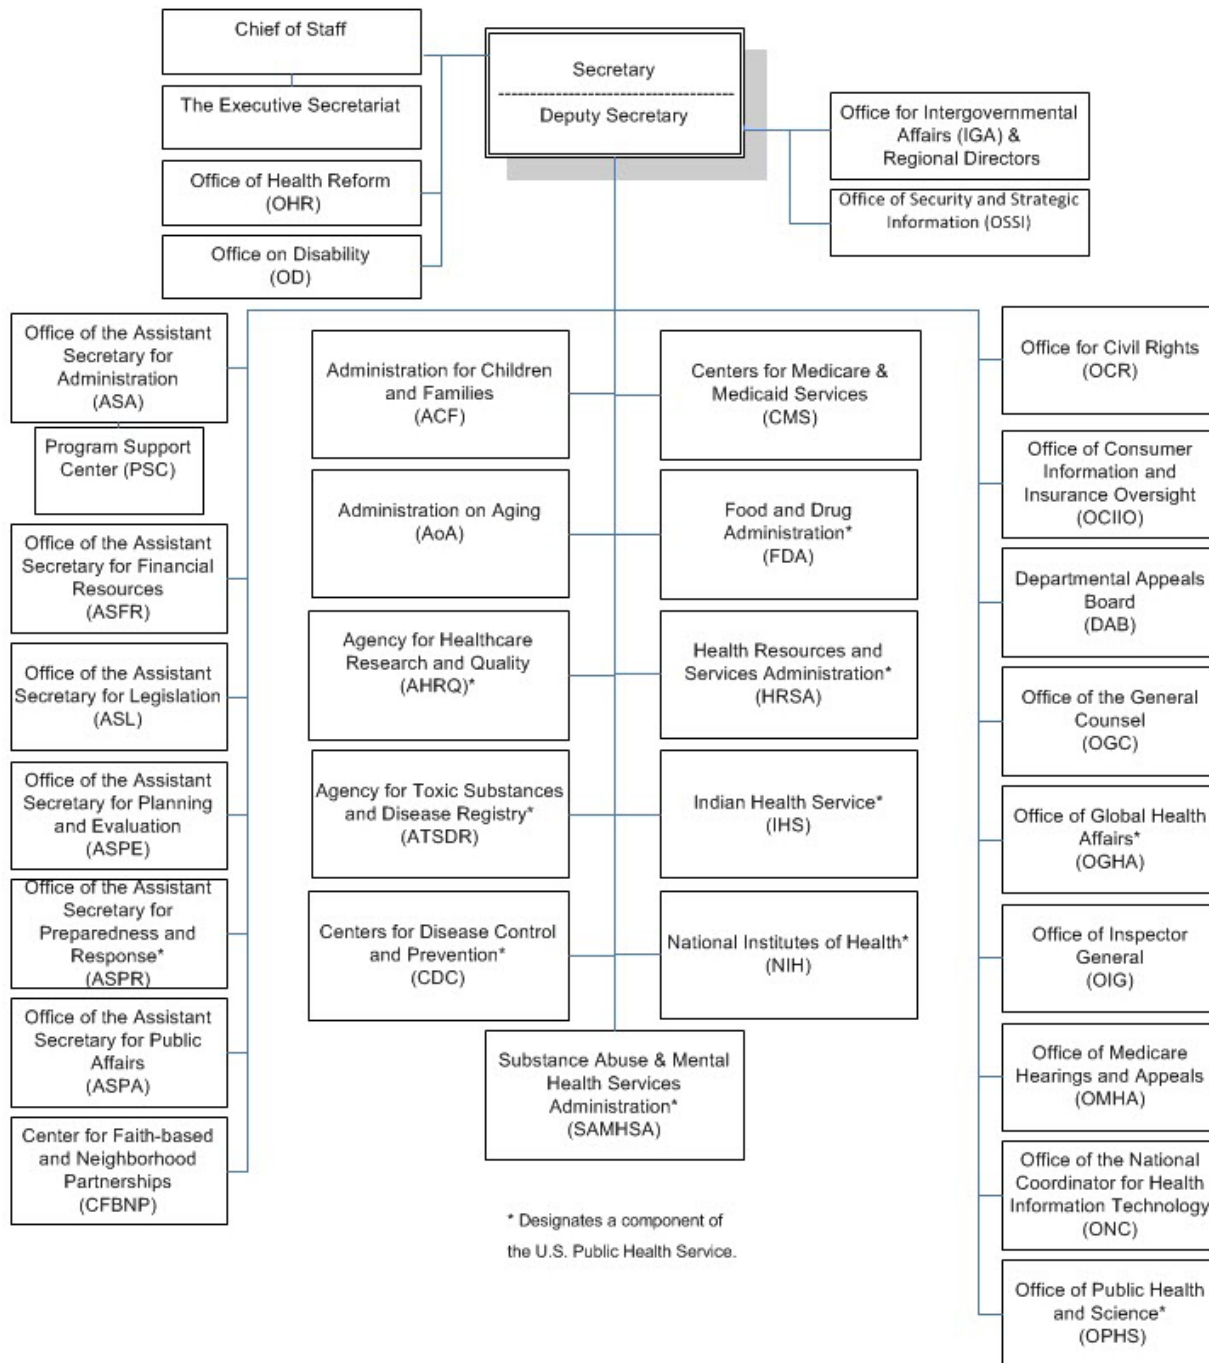 Chief of Staff
The Executive Secretariat
Office of Health Reform
(OHR)
Office on Disability
(OD)
Secretary
--------------------------------------
Deputy Secretary
Office for Intergovernmental
Affairs (IGA) &
Regional Directors
Office of Security and Strategic
Information (OSSI)
Office of the Assistant
Secretary for
Administration
(ASA)
Program Support
Center (PSC)
Office of the Assistant
Secretary for Financial
Resources
(ASFR)
Office of the Assistant
Secretary for Legislation
(ASL)
Office of the Assistant
Secretary for Planning
and Evaluation
(ASPE)
Office of the Assistant
Secretary for
Preparedness and
Response*
(ASPR)
Office of the Assistant
Secretary for Public
Affairs
(ASPA)
Center for Faith-based
and Neighborhood
Partnerships
(CFBNP)
Administration for Children
and Families
(ACF)
Administration on Aging
(AoA)
Agency for Healthcare
Research and Quality
(AHRQ)*
Agency for Toxic Substances
and Disease Registry*
(ATSDR)
Centers for Disease Control
and Prevention*
(CDC)
Centers for Medicare &
Medicaid Services
(CMS)
Food and Drug
Administration*
(FDA)
Health Resources and
Services Administration*
(HRSA)
Indian Health Service*
(IHS)
National Institutes of Health*
(NIH)
Substance Abuse & Mental
Health Services
Administration*
(SAMHSA)
* Designates a component of
the U.S. Public Health Service.
Office for Civil Rights
(OCR)
Office of Consumer
Information and
Insurance Oversight
(OCIIO)
Departmental Appeals
Board
(DAB)
Office of the General
Counsel
(OGC)
Office of Global Health
Affairs*
(OGHA)
Office of Inspector
General
(OIG)
Office of Medicare
Hearings and Appeals
(OMHA)
Office of the National
Coordinator for Health
Information Technology
(ONC)
Office of Public Health
and Science*
(OPHS)